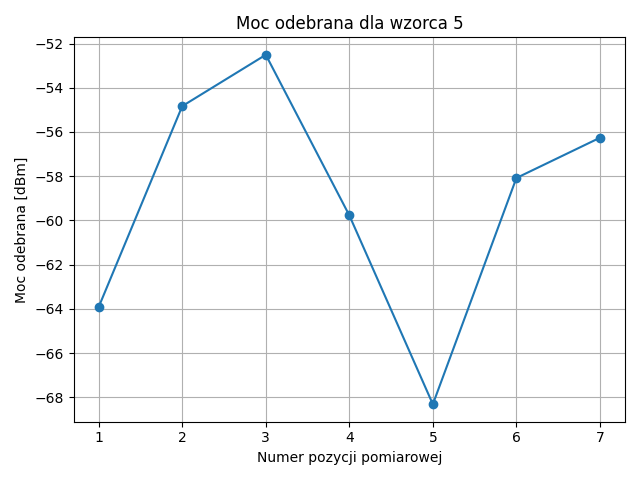 Moc odebrana dla wzorca 5
Moc odebrana [dBm]
−52
−54
−56
−58
−60
−62
−64
−66
−68
1 2 3 4 5 6 7
Numer pozycji pomiarowej